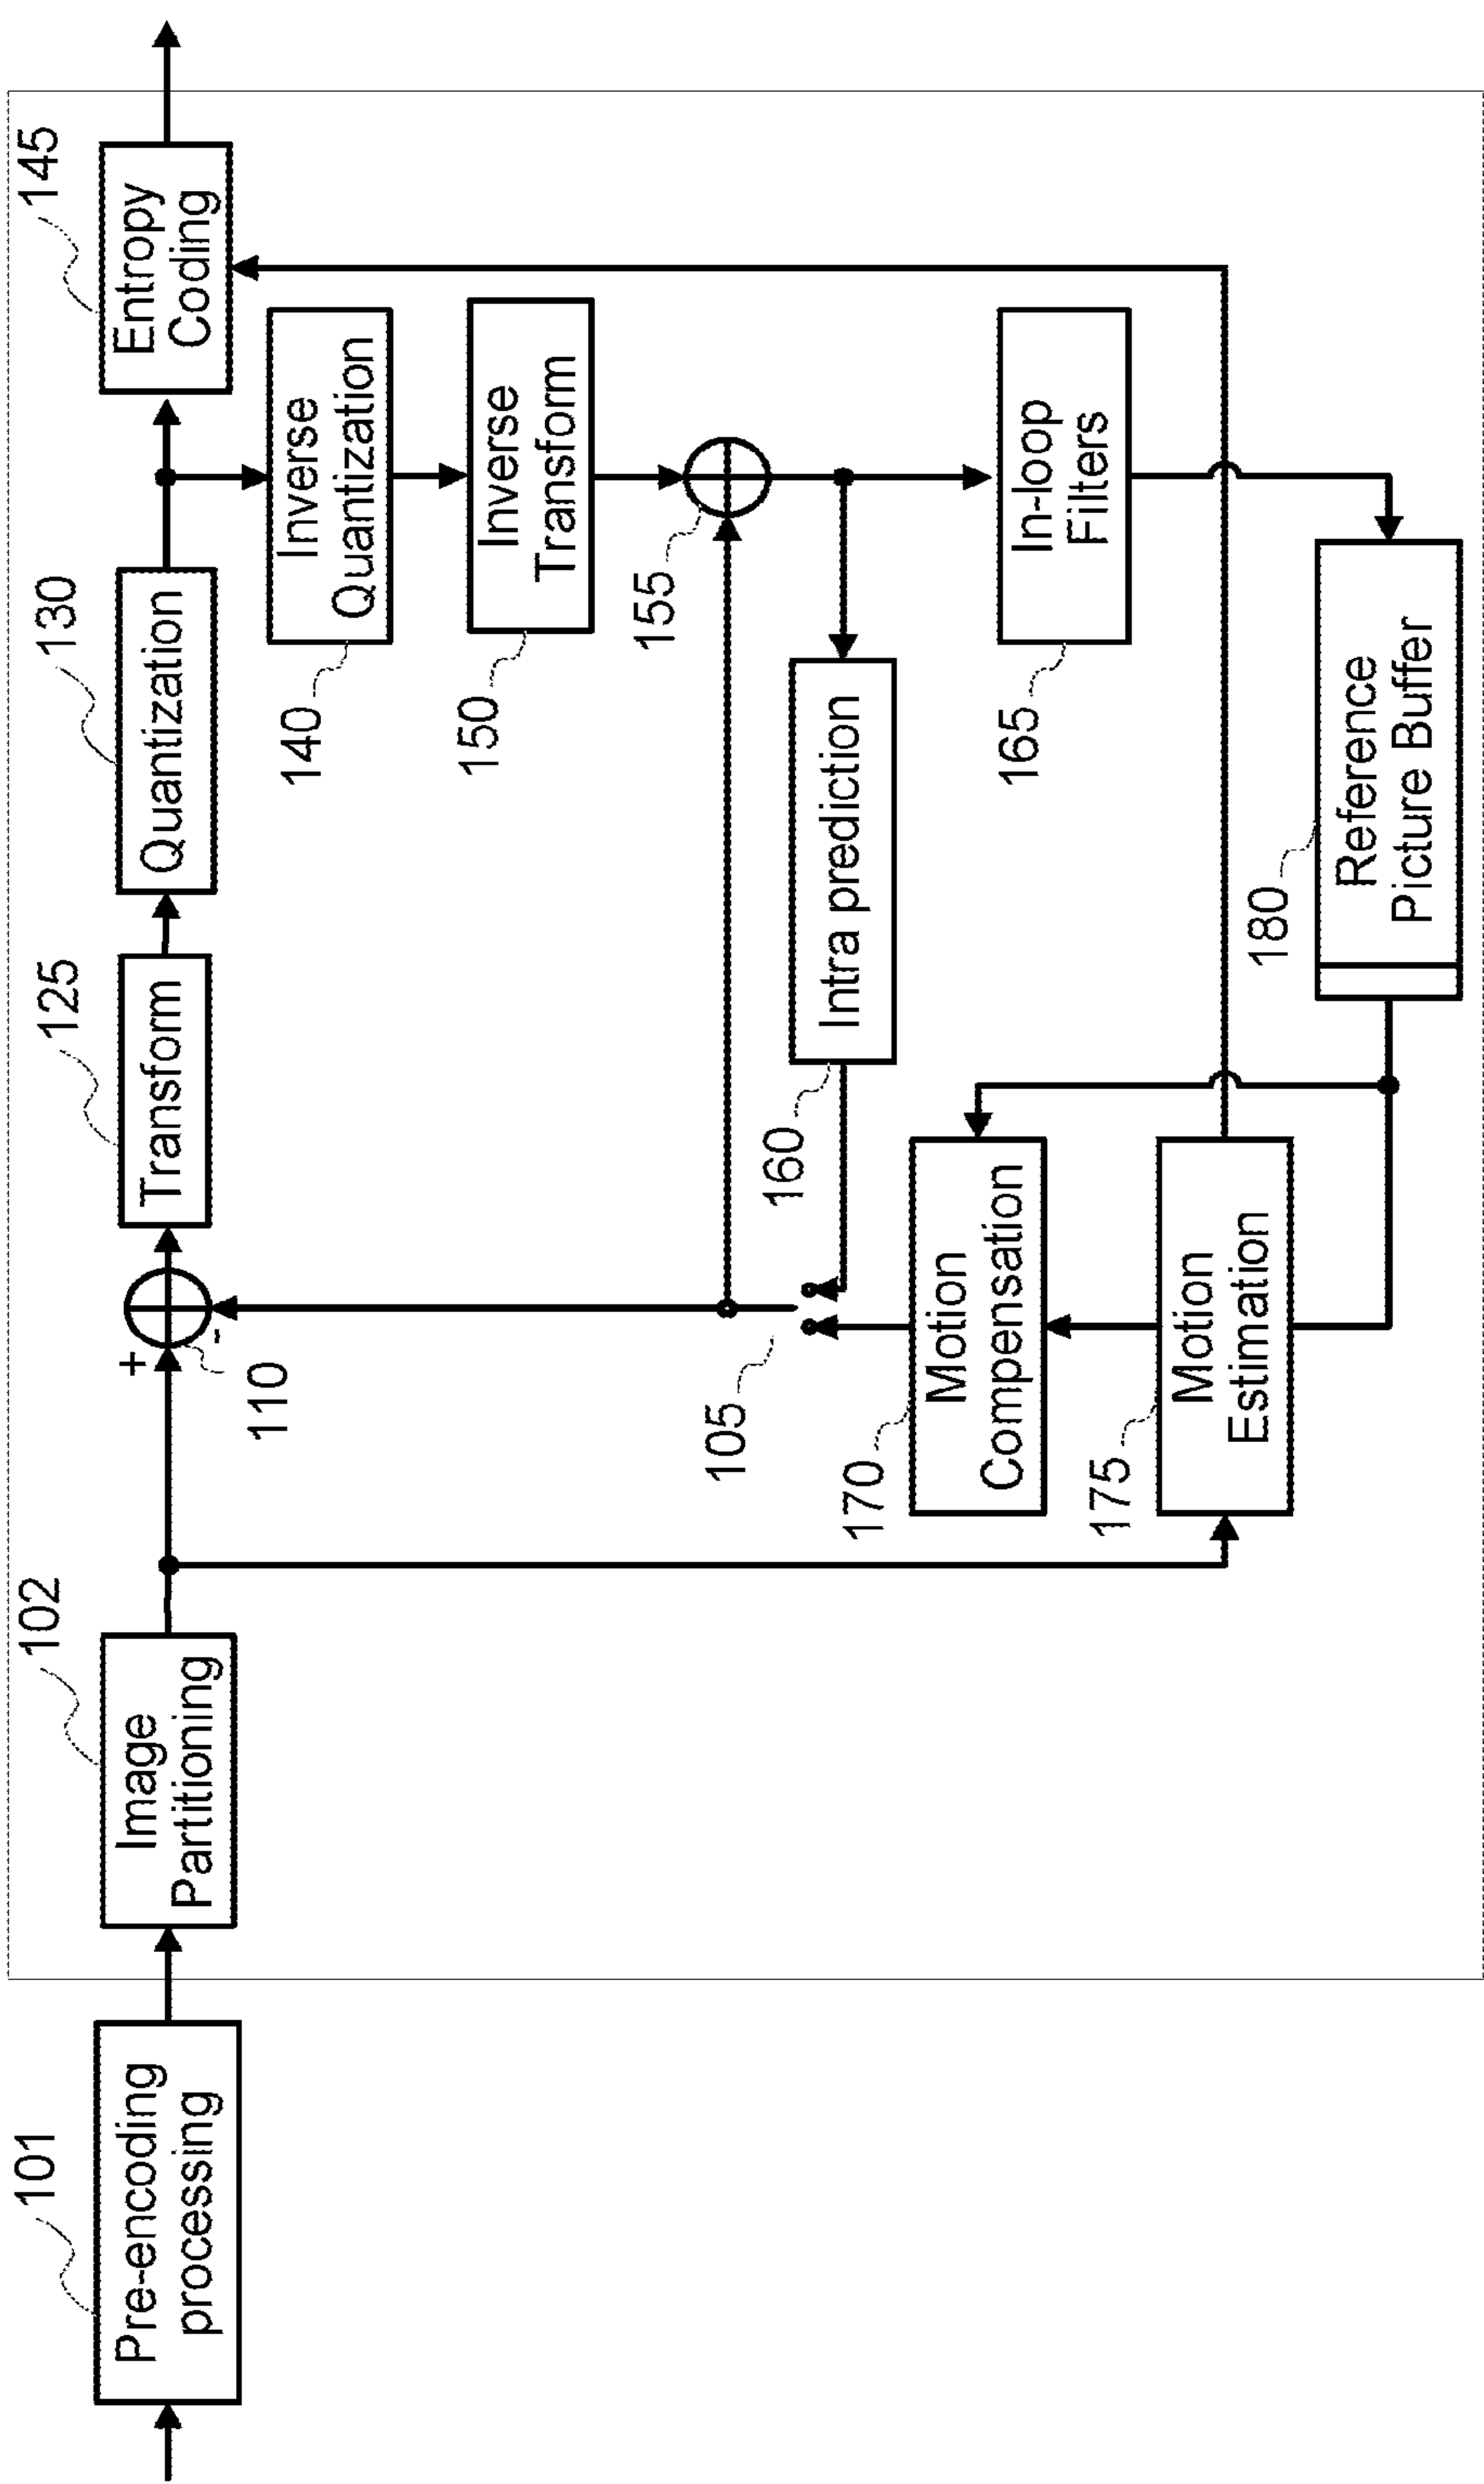 101
Pre-encoding
processing
102
Image
Partitioning
+
-
110
125
Transform
130
Quantization
145
Entropy
Coding
140
Inverse
Quantization
150
Inverse
Transform
155
105
160
Intra prediction
165
In-loop
Filters
170
Motion
Compensation
175
Motion
Estimation
180
Reference
Picture Buffer